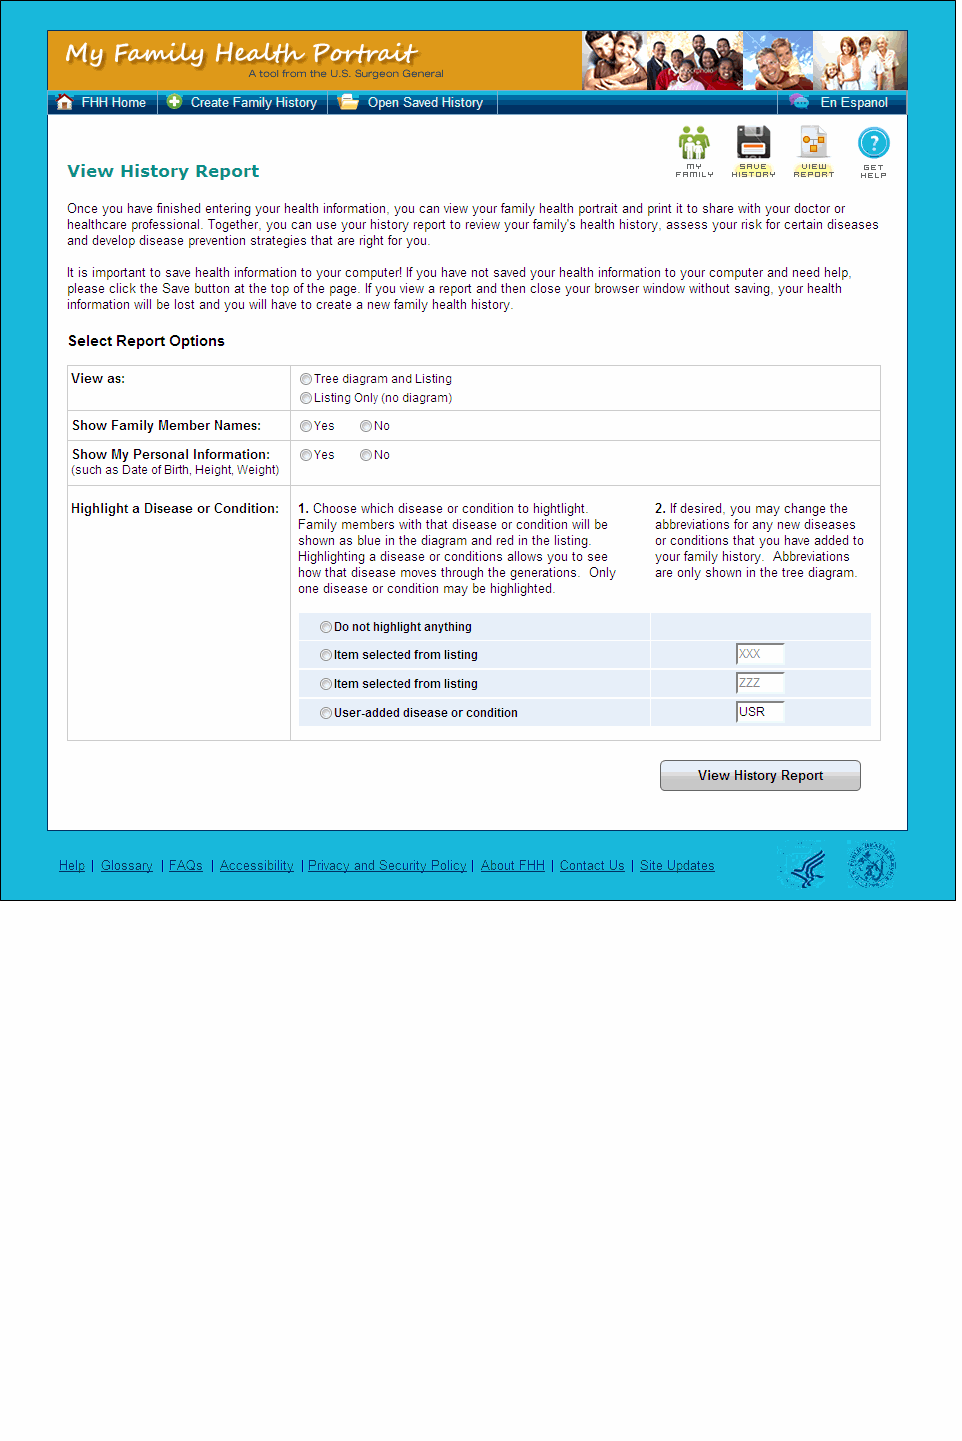 My Family Health Portrait
A tool from the U.S. Surgeon General
FHH Home
Create Family History
Open Saved History
En Espanol
MY FAMILY
SAVE HISTORY
VIEW REPORT
GET HELP
View History Report
Once you have finished entering your health information, you can view your family health portrait and print it to share with your doctor or
healthcare professional. Together, you can use your history report to review your family's health history, assess your risk for certain diseases
and develop disease prevention strategies that are right for you.
It is important to save health information to your computer! If you have not saved your health information to your computer and need help,
please click the Save button at the top of the page. If you view a report and then close your browser window without saving, your health
information will be lost and you will have to create a new family health history.
Select Report Options
View as:
Tree diagram and Listing
Listing Only (no diagram)
Show Family Member Names:
Yes No
Show My Personal Information:
(such as Date of Birth, Height, Weight)
Yes No
Highlight a Disease or Condition:
1. Choose which disease or condition to hightlight.
Family members with that disease or condition will be
shown as blue in the diagram and red in the listing.
Highlighting a disease or conditions allows you to see
how that disease moves through the generations. Only
one disease or condition may be highlighted.
2. If desired, you may change the
abbreviations for any new diseases
or conditions that you have added to
your family history. Abbreviations
are only shown in the tree diagram.
Do not highlight anything
Item selected from listing XXX
Item selected from listing ZZZ
User-added disease or condition USR
View History Report
Help | Glossary | FAQs | Accessibility | Privacy and Security Policy | About FHH | Contact Us | Site Updates